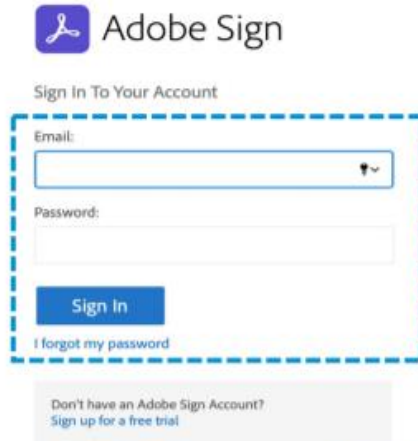 Adobe Sign
Sign In To Your Account
Email:
Password:
Sign In
I forgot my password
Don't have an Adobe Sign Account?
Sign up for a free trial